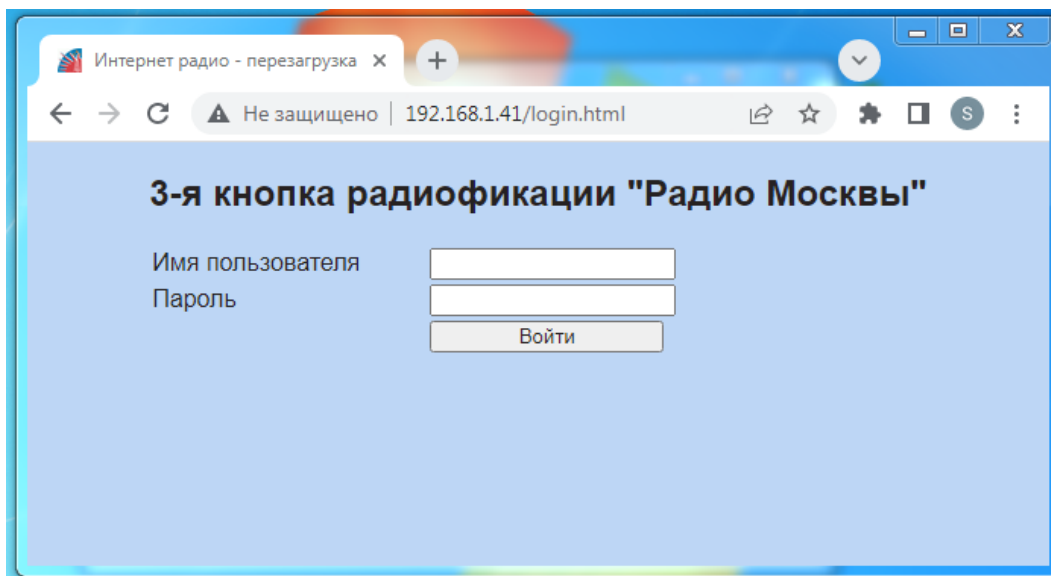 Интернет радио - перезагрузка
Не защищено 192.168.1.41/login.html
S
3-я кнопка радиофикации "Радио Москвы"
Имя пользователя
Пароль
Войти